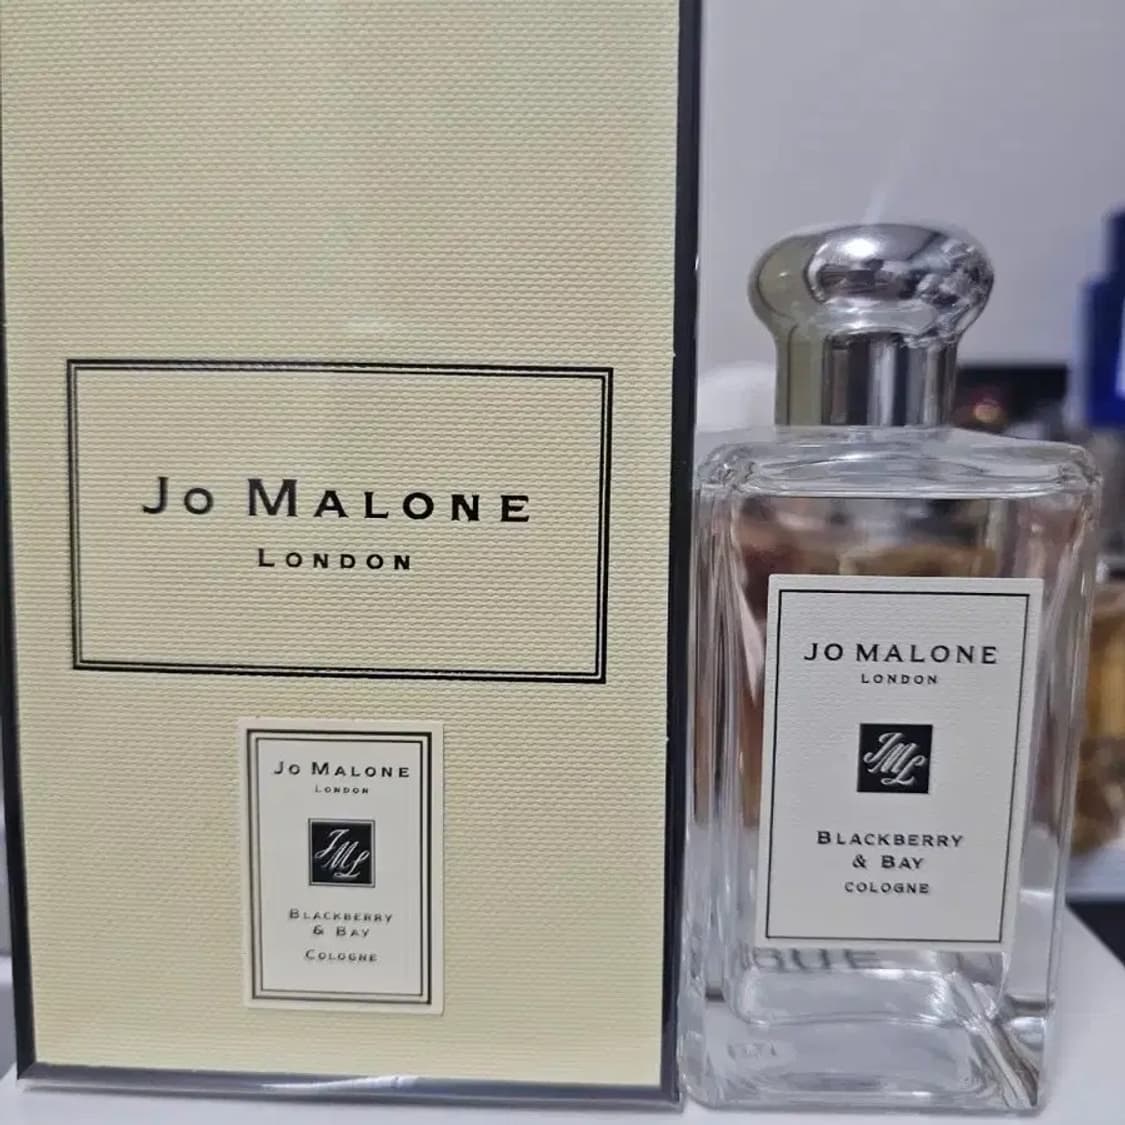 Jo Malone
London
Jo Malone
London
JML
Blackberry
& Bay
Cologne
JO MALONE
LONDON
JML
Blackberry
& Bay
COLOGNE